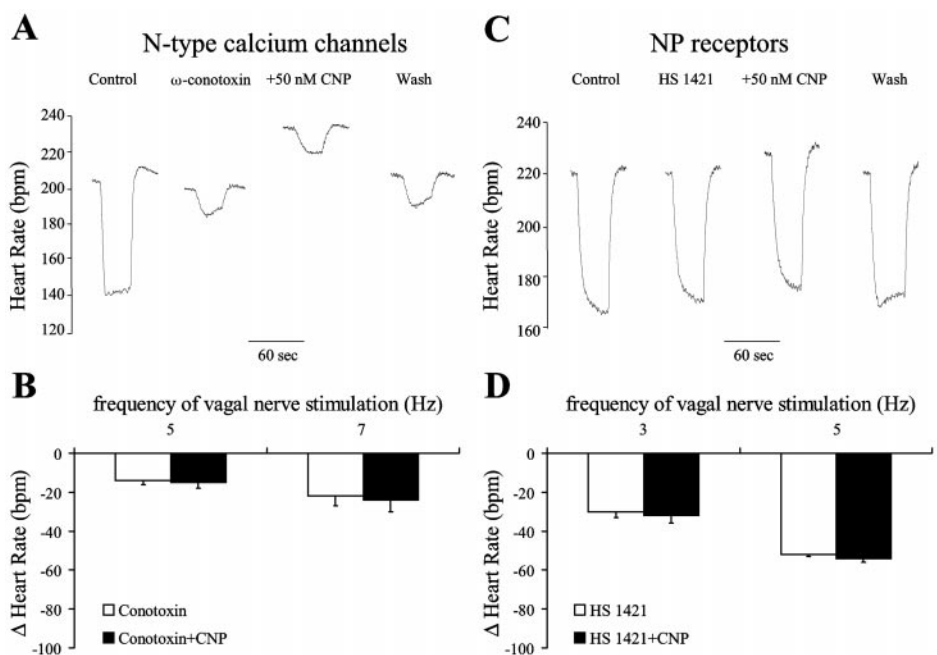 A
N-type calcium channels
Control ω-conotoxin +50 nM CNP Wash
240
220
200
180
160
140
120
Heart Rate (bpm)
60 sec
C
NP receptors
Control HS 1421 +50 nM CNP Wash
240
220
200
180
160
Heart Rate (bpm)
60 sec
B
frequency of vagal nerve stimulation (Hz)
5 7
0
-20
-40
-60
-80
-100
Δ Heart Rate (bpm)
Conotoxin
Conotoxin+CNP
D
frequency of vagal nerve stimulation (Hz)
3 5
0
-20
-40
-60
-80
-100
Δ Heart Rate (bpm)
HS 1421
HS 1421+CNP